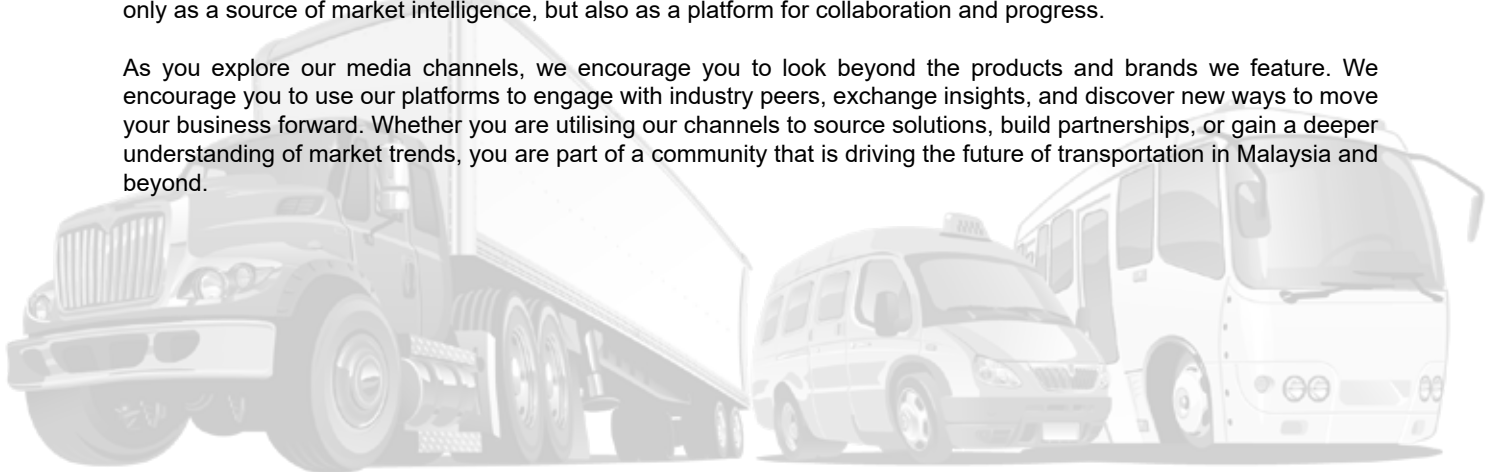 only as a source of market intelligence, but also as a platform for collaboration and progress.
As you explore our media channels, we encourage you to look beyond the products and brands we feature. We
encourage you to use our platforms to engage with industry peers, exchange insights, and discover new ways to move
your business forward. Whether you are utilising our channels to source solutions, build partnerships, or gain a deeper
understanding of market trends, you are part of a community that is driving the future of transportation in Malaysia and
beyond.